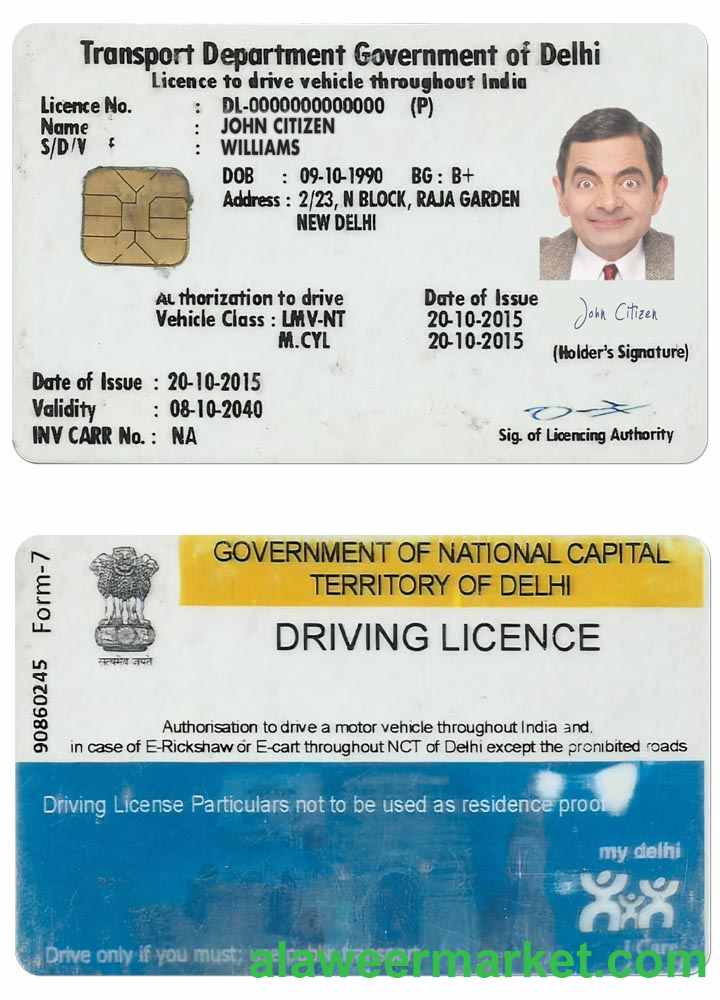 Transport Department Government of Delhi
Licence to drive vehicle throughout India
Licence No. : DL-0000000000000 (P)
Name : JOHN CITIZEN
S/D/W : WILLIAMS
DOB : 09-10-1990 BG : B+
Address : 2/23, N BLOCK, RAJA GARDEN
NEW DELHI
Authorization to drive Date of Issue
Vehicle Class : LMV-NT 20-10-2015
M.CYL 20-10-2015
John Citizen
(Holder's Signature)
Date of Issue : 20-10-2015
Validity : 08-10-2040
INV CARR No. : NA
Sig. of Licencing Authority
90860245 Form-7
सत्यमेव जयते
GOVERNMENT OF NATIONAL CAPITAL
TERRITORY OF DELHI
DRIVING LICENCE
Authorisation to drive a motor vehicle throughout India and,
in case of E-Rickshaw or E-cart throughout NCT of Delhi except the prohibited roads
Driving License Particulars not to be used as residence proof
my delhi
I Care
Drive only if you must; use public transport
alaweermarket.com